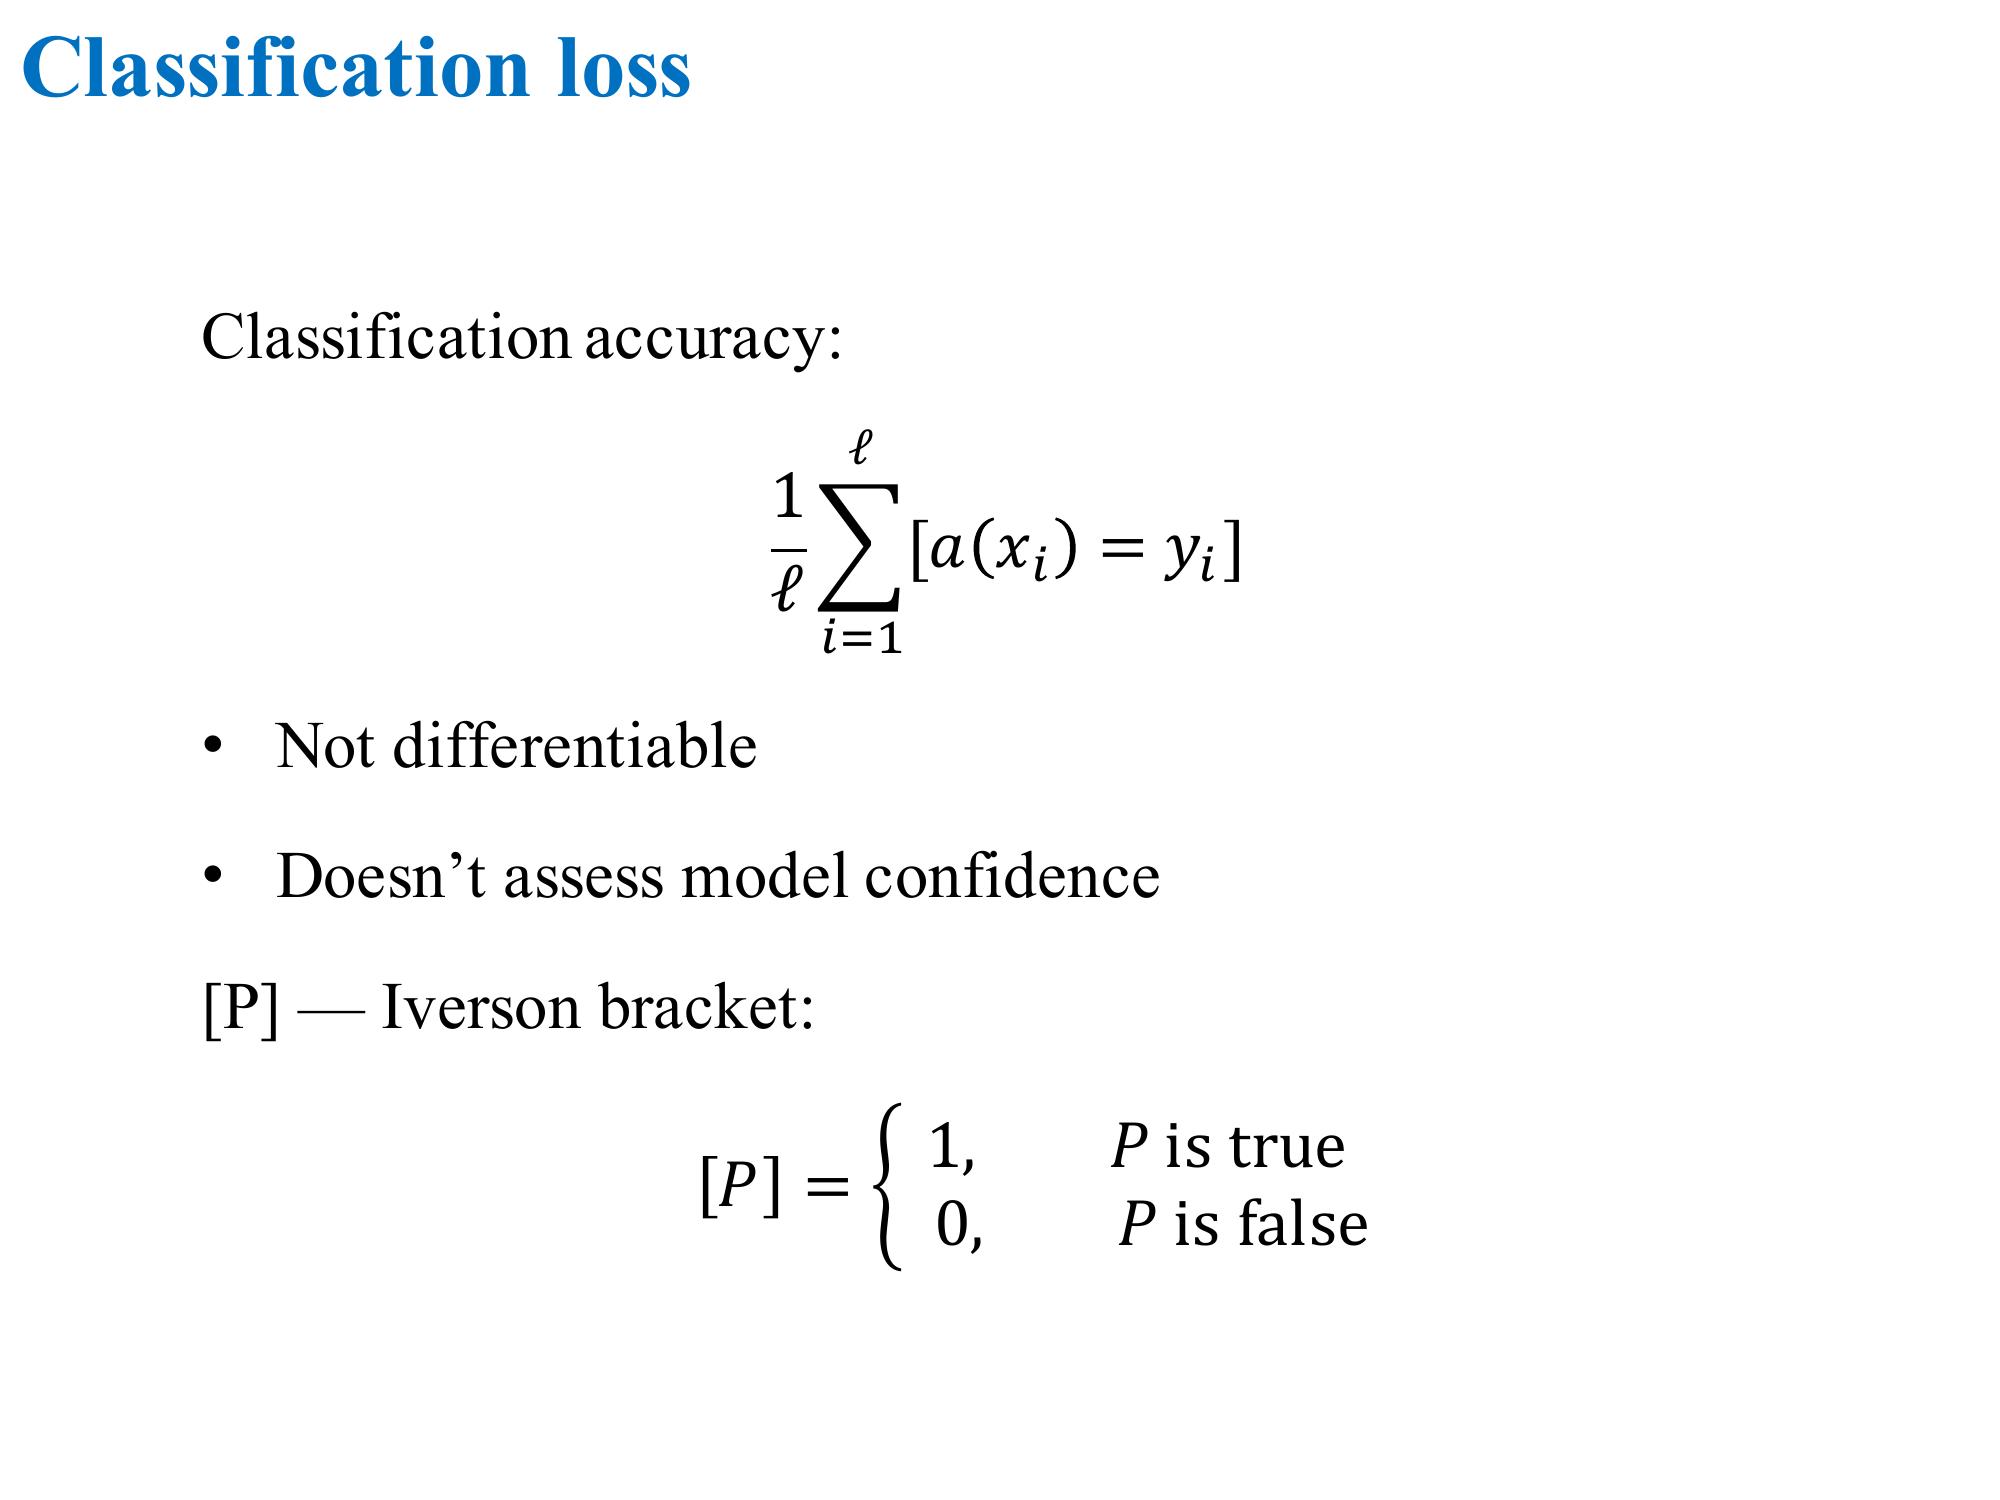 Classification loss
Classification accuracy:
$\frac{1}{\ell}\sum_{i=1}^{\ell}[a(x_i) = y_i]$
• Not differentiable
• Doesn’t assess model confidence
[P] — Iverson bracket:
$[P] = \begin{cases} 1, & P \text{ is true} \\ 0, & P \text{ is false} \end{cases}$